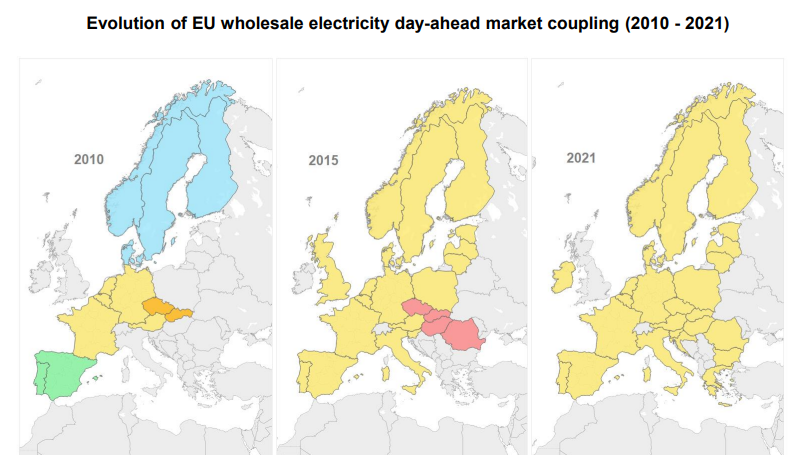 Evolution of EU wholesale electricity day-ahead market coupling (2010 - 2021)
2010
2015
2021